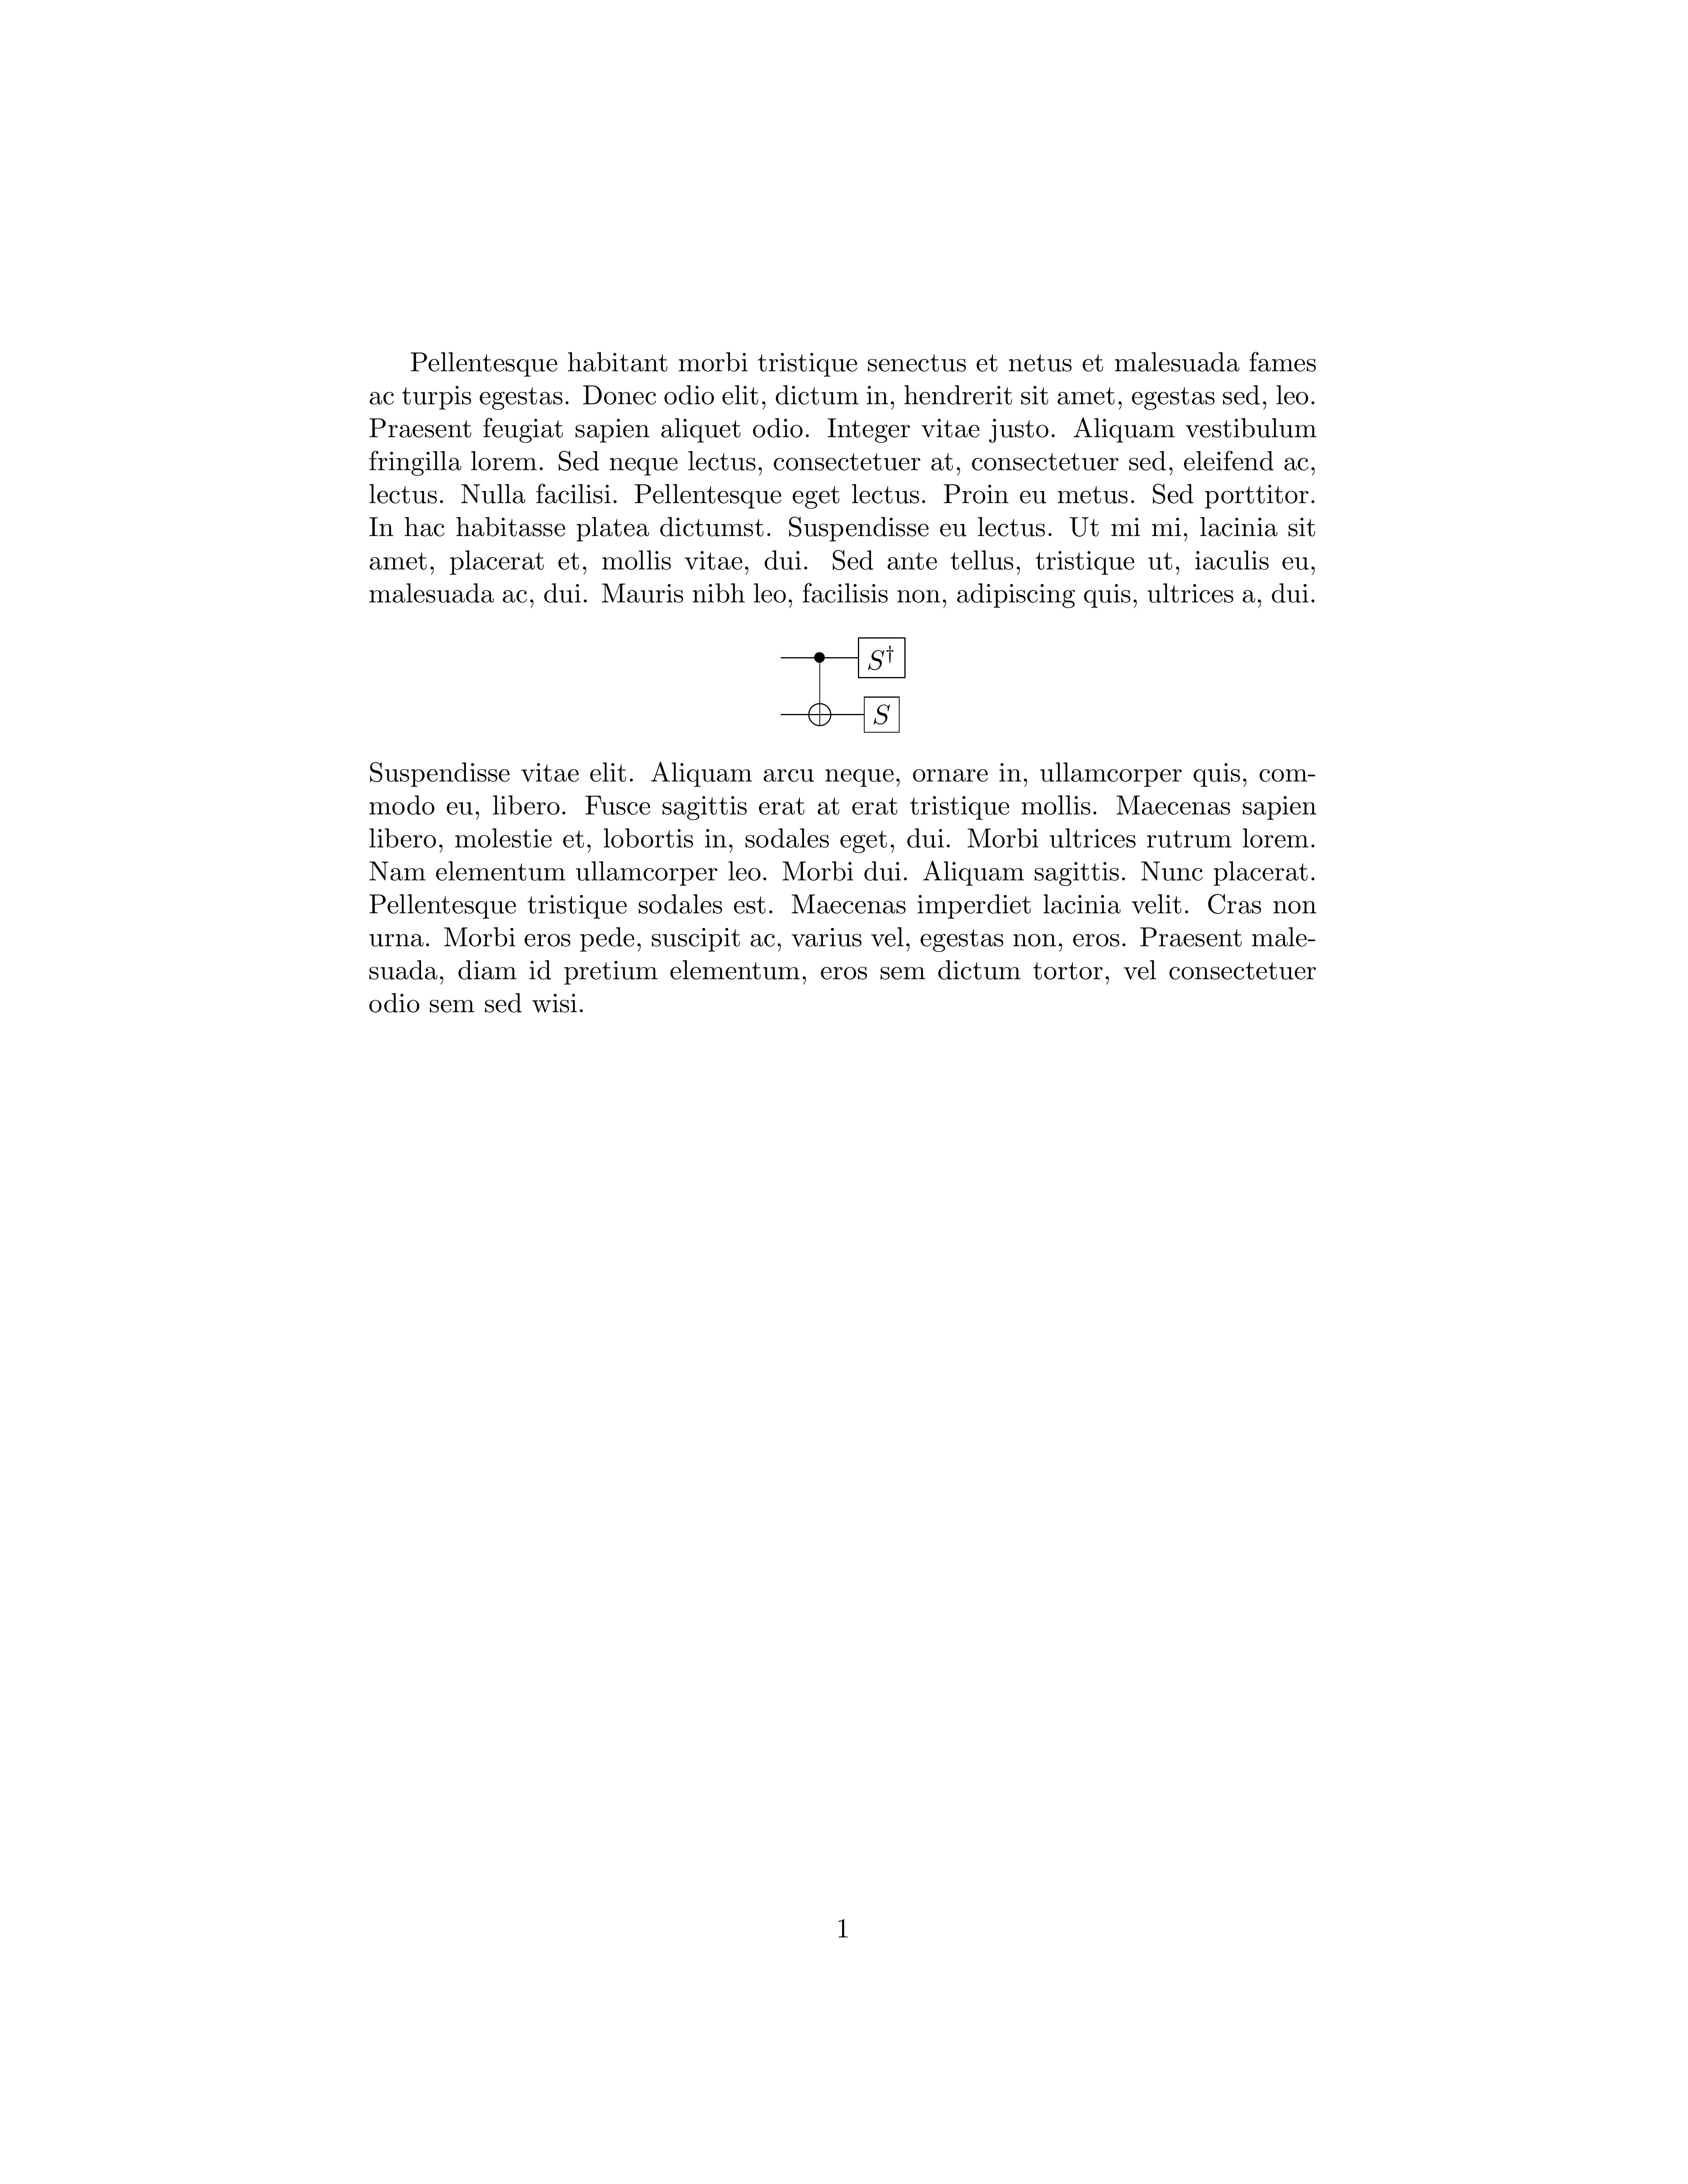 Pellentesque habitant morbi tristique senectus et netus et malesuada fames
ac turpis egestas. Donec odio elit, dictum in, hendrerit sit amet, egestas sed, leo.
Praesent feugiat sapien aliquet odio. Integer vitae justo. Aliquam vestibulum
fringilla lorem. Sed neque lectus, consectetuer at, consectetuer sed, eleifend ac,
lectus. Nulla facilisi. Pellentesque eget lectus. Proin eu metus. Sed porttitor.
In hac habitasse platea dictumst. Suspendisse eu lectus. Ut mi mi, lacinia sit
amet, placerat et, mollis vitae, dui. Sed ante tellus, tristique ut, iaculis eu,
malesuada ac, dui. Mauris nibh leo, facilisis non, adipiscing quis, ultrices a, dui.
S†
S
Suspendisse vitae elit. Aliquam arcu neque, ornare in, ullamcorper quis, com-
modo eu, libero. Fusce sagittis erat at erat tristique mollis. Maecenas sapien
libero, molestie et, lobortis in, sodales eget, dui. Morbi ultrices rutrum lorem.
Nam elementum ullamcorper leo. Morbi dui. Aliquam sagittis. Nunc placerat.
Pellentesque tristique sodales est. Maecenas imperdiet lacinia velit. Cras non
urna. Morbi eros pede, suscipit ac, varius vel, egestas non, eros. Praesent male-
suada, diam id pretium elementum, eros sem dictum tortor, vel consectetuer
odio sem sed wisi.
1